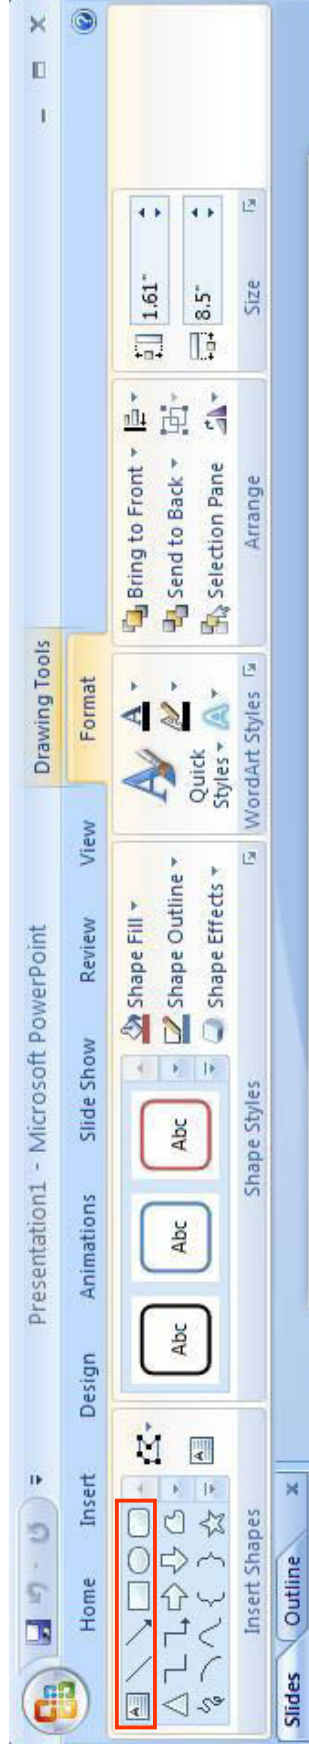 Presentation1 - Microsoft PowerPoint
Drawing Tools
Home Insert Design Animations Slide Show Review View Format
A
Abc Abc Abc
Shape Fill
Shape Outline
Shape Effects
Quick
Styles
A
A
A
A
Bring to Front
Send to Back
Selection Pane
1.61"
8.5"
Insert Shapes
Shape Styles
WordArt Styles
Arrange
Size
Slides Outline